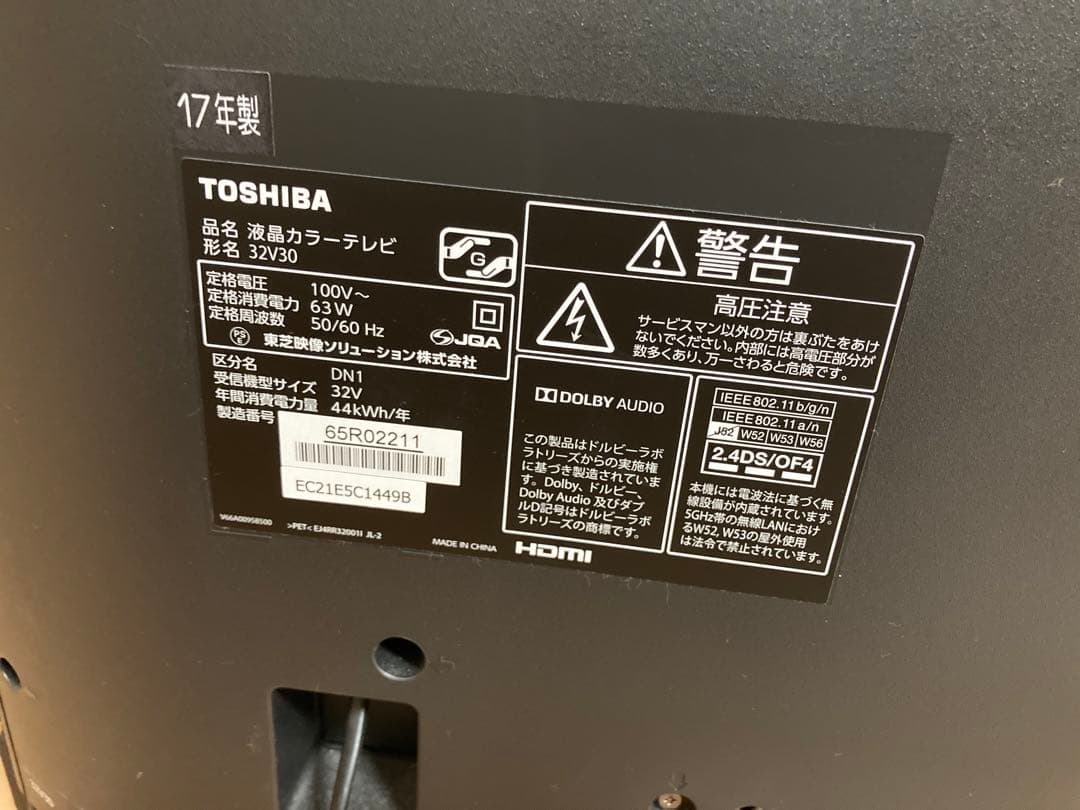 17年製
TOSHIBA
品名 液晶カラーテレビ
形名 32V30
G
定格電圧 100V～
定格消費電力 63W
定格周波数 50/60 Hz
PS
E
JQA
東芝映像ソリューション株式会社
区分名 DN1
受信機型サイズ 32V
年間消費電力量 44kWh/年
製造番号
65R02211
EC21E5C1449B
>PET< EJ4RR32001I JL-2
MADE IN CHINA
HDMI
警告
高圧注意
サービスマン以外の方は裏ぶたをあけ
ないでください。内部には高電圧部分が
数多くあり、万一さわると危険です。
DOLBY AUDIO
この製品はドルビーラボ
ラトリーズからの実施権
に基づき製造されていま
す。Dolby、ドルビー、
Dolby Audio 及びダブ
ルD記号はドルビーラボ
ラトリーズの商標です。
IEEE802.11b/g/n
IEEE802.11a/n
J52 W52 W53 W56
2.4DS/OF4
本機には電波法に基づく無
線設備が内蔵されています。
5GHz帯の無線LANにおけ
るW52, W53の屋外使用
は法令で禁止されています。